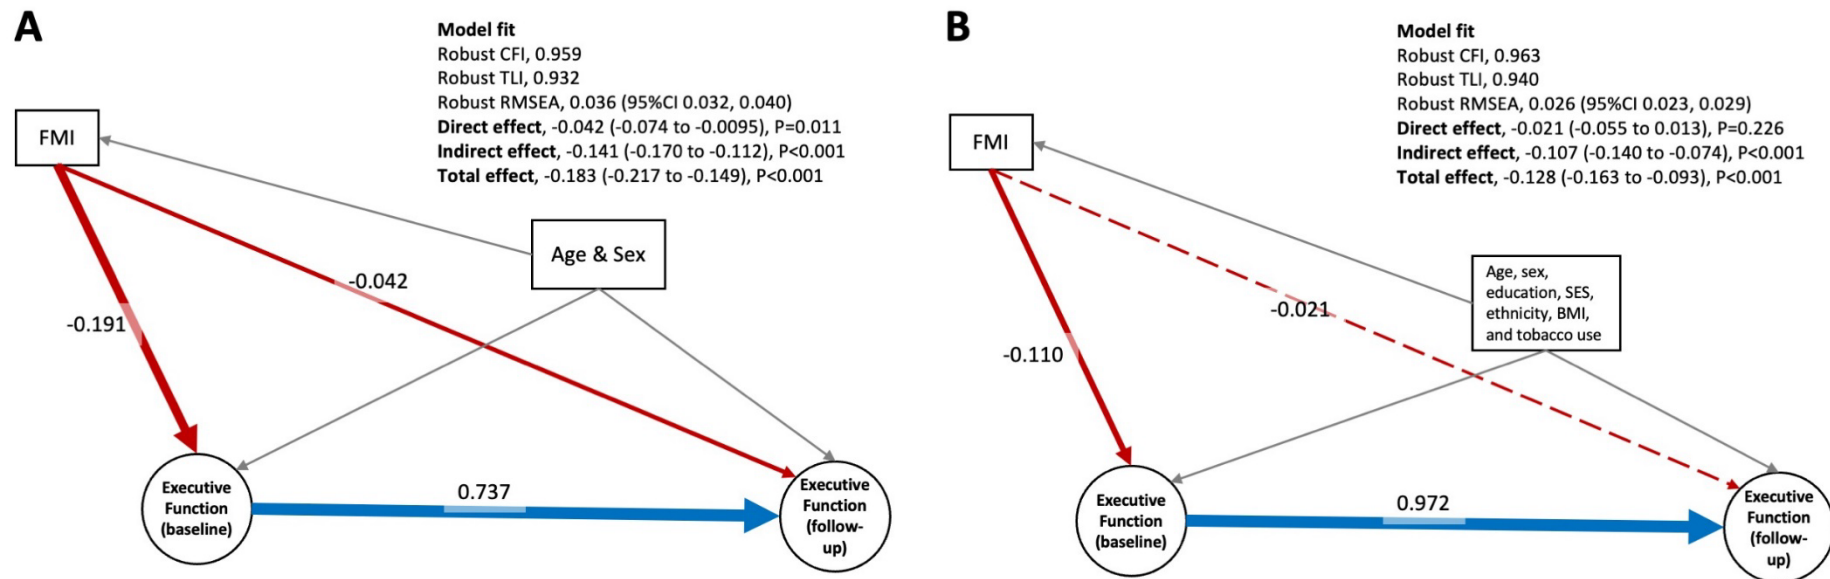 A
Model fit
Robust CFI, 0.959
Robust TLI, 0.932
Robust RMSEA, 0.036 (95%CI 0.032, 0.040)
Direct effect, -0.042 (-0.074 to -0.0095), P=0.011
Indirect effect, -0.141 (-0.170 to -0.112), P<0.001
Total effect, -0.183 (-0.217 to -0.149), P<0.001
FMI
Age & Sex
-0.042
-0.191
Executive
Function
(baseline)
0.737
Executive
Function
(follow-
up)
B
Model fit
Robust CFI, 0.963
Robust TLI, 0.940
Robust RMSEA, 0.026 (95%CI 0.023, 0.029)
Direct effect, -0.021 (-0.055 to 0.013), P=0.226
Indirect effect, -0.107 (-0.140 to -0.074), P<0.001
Total effect, -0.128 (-0.163 to -0.093), P<0.001
FMI
Age, sex,
education, SES,
ethnicity, BMI,
and tobacco use
-0.021
-0.110
Executive
Function
(baseline)
0.972
Executive
Function
(follow-
up)